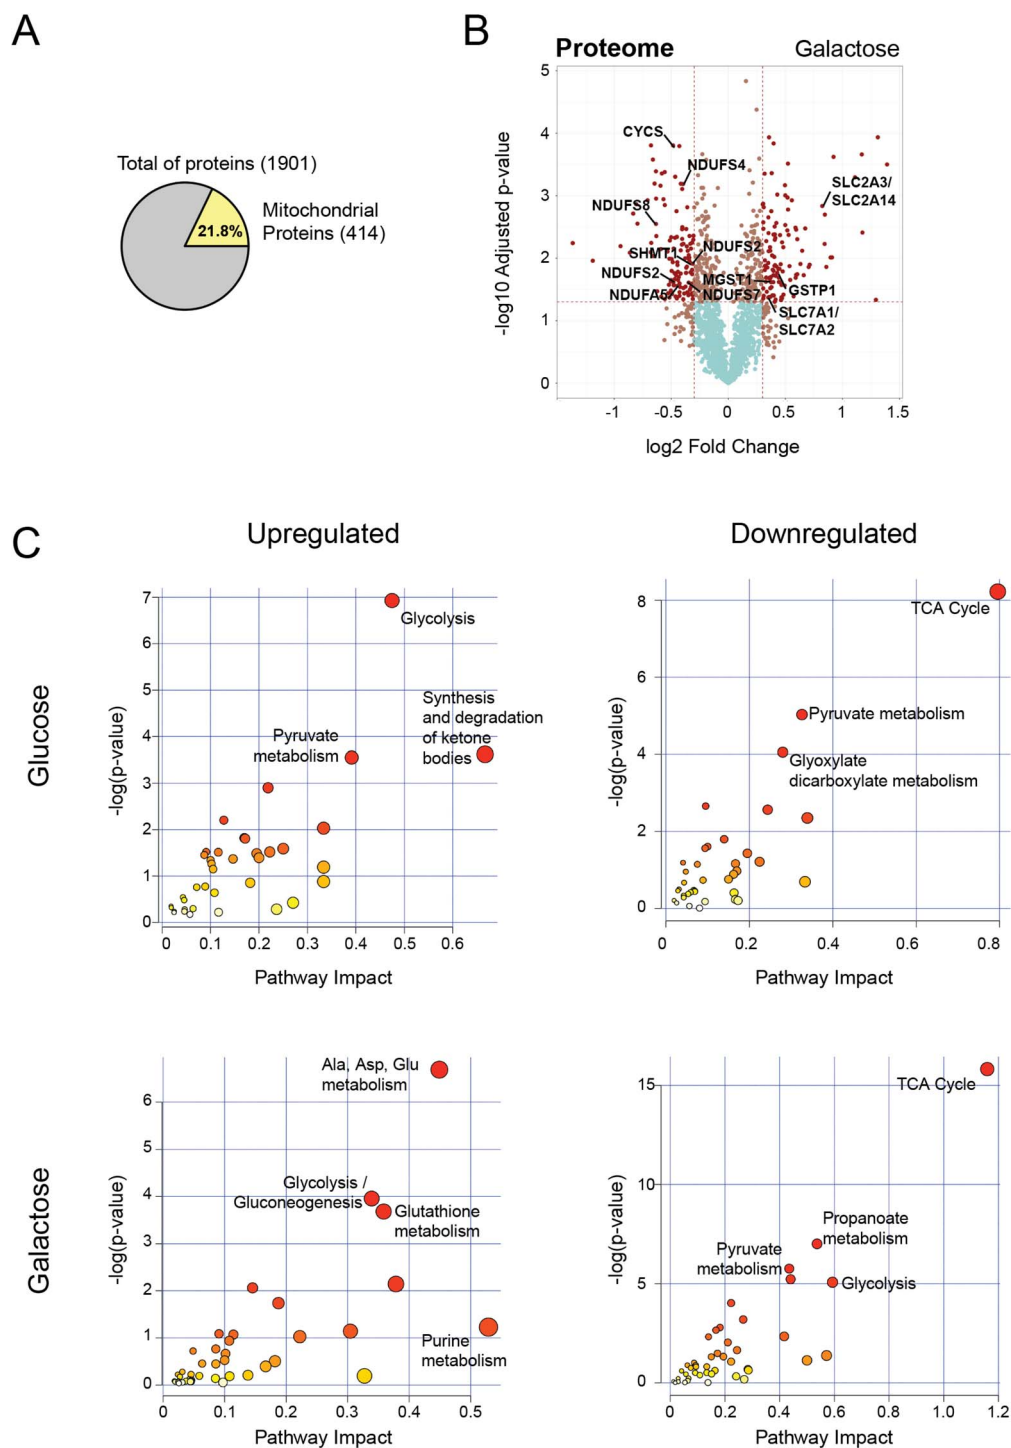 A
Total of proteins (1901)
21.8%
Mitochondrial
Proteins (414)
B
Proteome
Galactose
5
4
3
2
1
0
-log10 Adjusted p-value
CYCS
NDUFS4
NDUFS8
SLC2A3/
SLC2A14
SHMT1
NDUFS2
NDUFS2
MGST1
GSTP1
NDUFA5
NDUFS7
SLC7A1/
SLC7A2
-1
-0.5
0
0.5
1
1.5
log2 Fold Change
C
Upregulated
Downregulated
Glucose
7
6
5
4
3
2
1
0
-log(p-value)
Glycolysis
Synthesis
and degradation
of ketone
bodies
Pyruvate
metabolism
0
0.1
0.2
0.3
0.4
0.5
0.6
Pathway Impact
8
6
4
2
0
-log(p-value)
TCA Cycle
Pyruvate metabolism
Glyoxylate
dicarboxylate metabolism
0
0.2
0.4
0.6
0.8
Pathway Impact
Galactose
6
5
4
3
2
1
0
-log(p-value)
Ala, Asp, Glu
metabolism
Glycolysis /
Gluconeogenesis
Glutathione
metabolism
Purine
metabolism
0
0.1
0.2
0.3
0.4
0.5
Pathway Impact
15
10
5
0
-log(p-value)
TCA Cycle
Propanoate
metabolism
Pyruvate
metabolism
Glycolysis
0
0.2
0.4
0.6
0.8
1.0
1.2
Pathway Impact